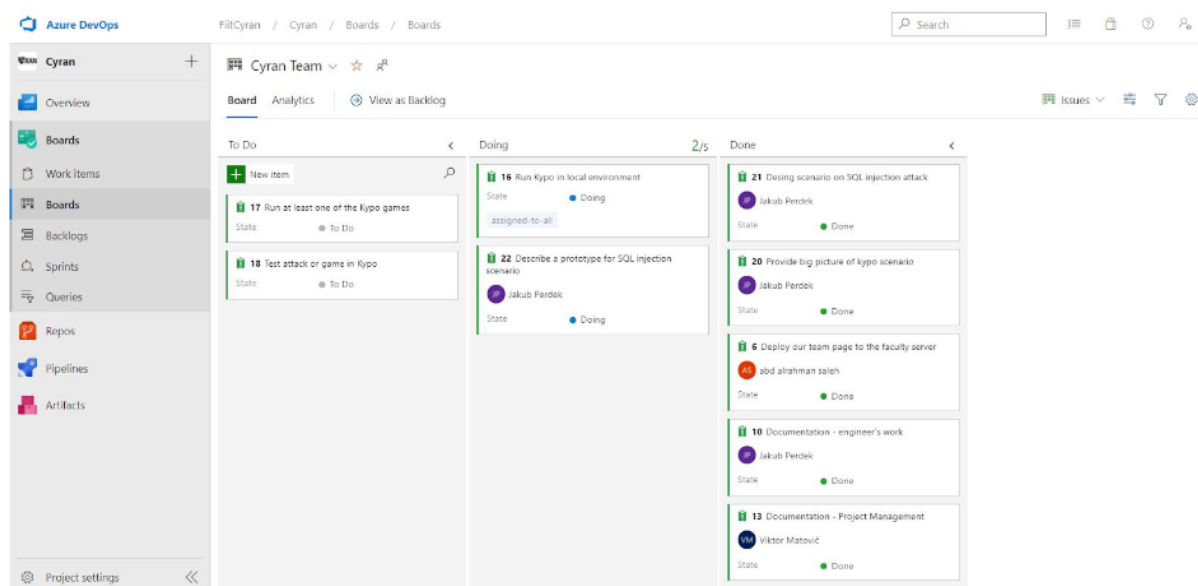 Azure DevOps
FiitCyran / Cyran / Boards / Boards
Search
CYRAN Cyran
Cyran Team
Overview
Board Analytics View as Backlog
Issues
Boards
Work items
Boards
Backlogs
Sprints
Queries
Repos
Pipelines
Artifacts
Project settings
To Do
New item
17 Run at least one of the Kypo games
State To Do
18 Test attack or game in Kypo
State To Do
Doing 2/5
16 Run Kypo in local environment
State Doing
assigned-to-all
22 Describe a prototype for SQL injection
scenario
JP Jakub Perdek
State Doing
Done
21 Desing scenario on SQL injection attack
JP Jakub Perdek
State Done
20 Provide big picture of kypo scenario
JP Jakub Perdek
State Done
6 Deploy our team page to the faculty server
AS abd alrahman saleh
State Done
10 Documentation - engineer's work
JP Jakub Perdek
State Done
13 Documentation - Project Management
VM Viktor Matovič
State Done